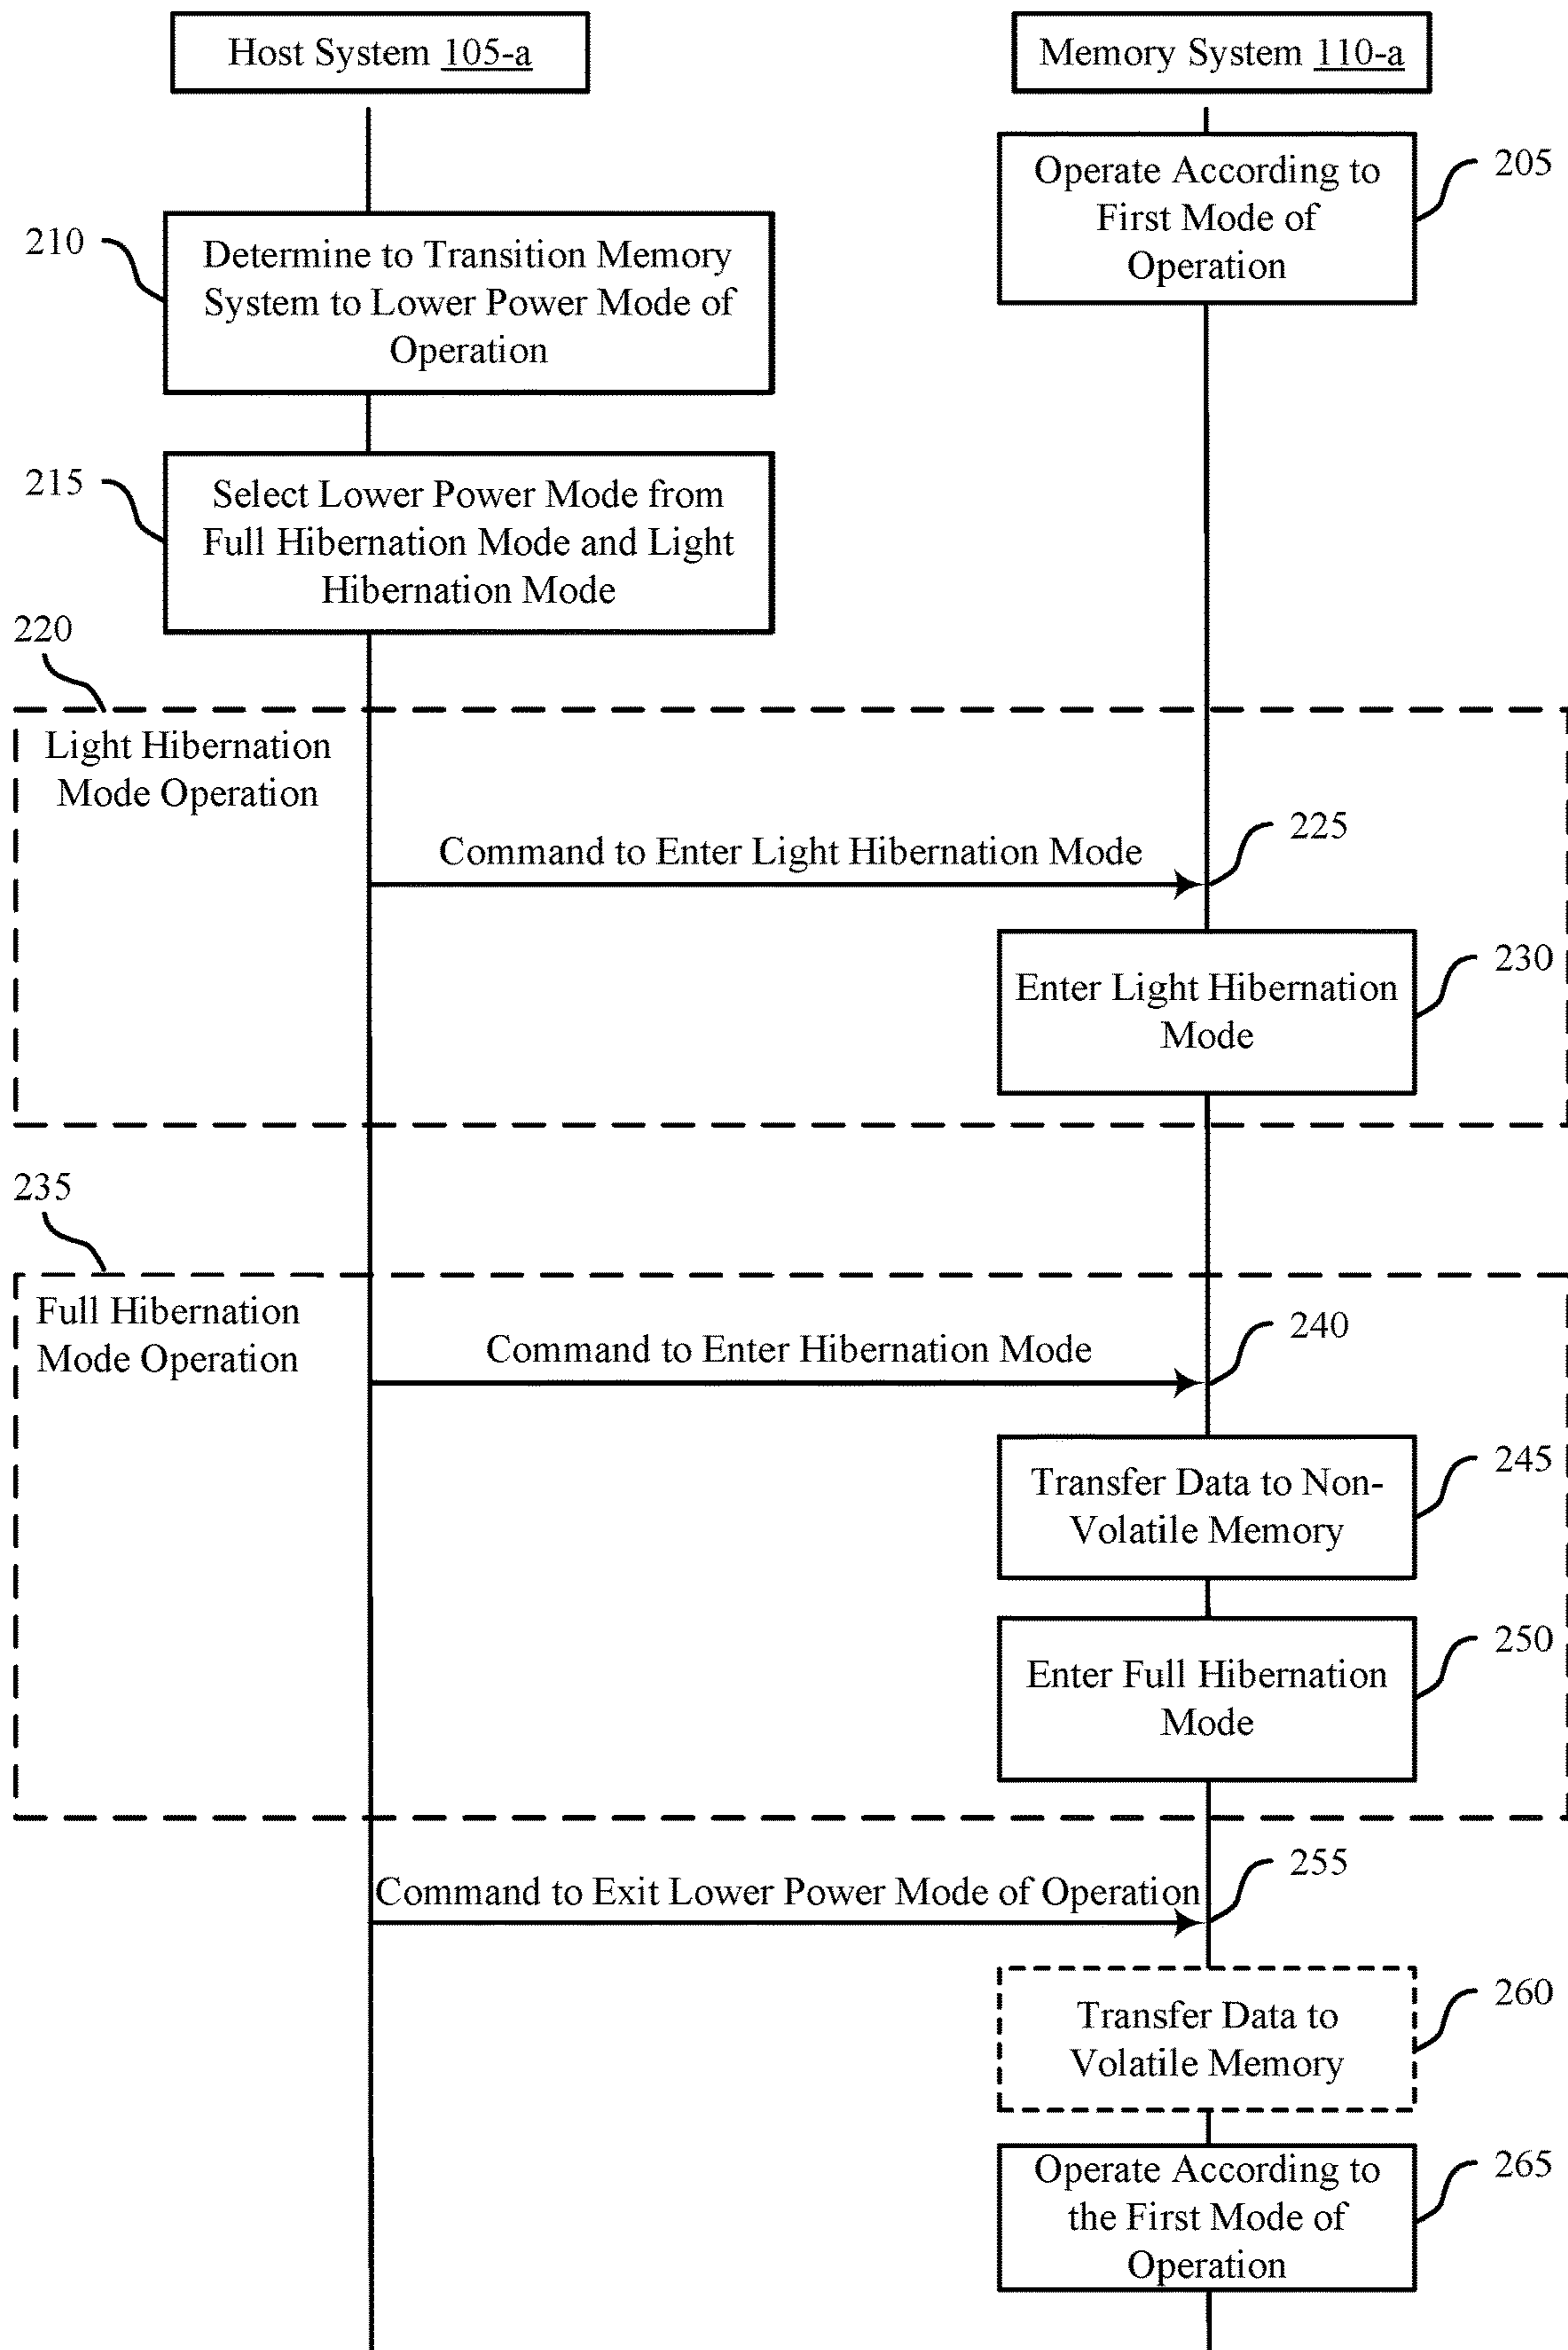 Host System 105-a
Memory System 110-a
Operate According to
First Mode of
Operation
205
210
Determine to Transition Memory
System to Lower Power Mode of
Operation
215
Select Lower Power Mode from
Full Hibernation Mode and Light
Hibernation Mode
220
Light Hibernation
Mode Operation
225
Command to Enter Light Hibernation Mode
230
Enter Light Hibernation
Mode
235
Full Hibernation
Mode Operation
240
Command to Enter Hibernation Mode
245
Transfer Data to Non-
Volatile Memory
250
Enter Full Hibernation
Mode
255
Command to Exit Lower Power Mode of Operation
260
Transfer Data to
Volatile Memory
265
Operate According to
the First Mode of
Operation